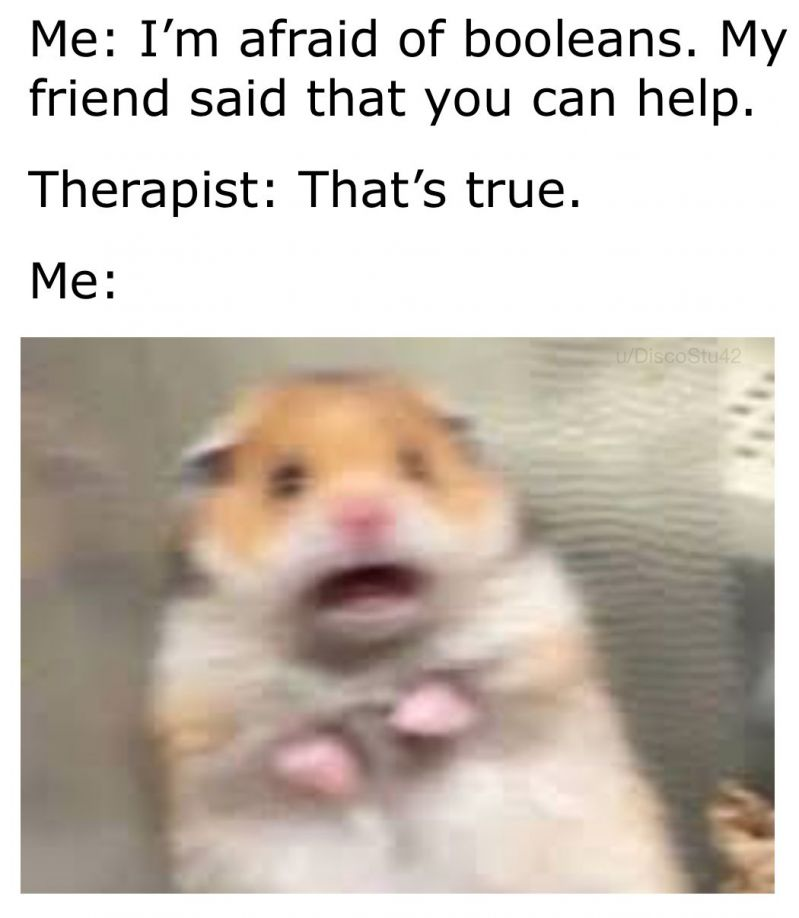 Me: I’m afraid of booleans. My
friend said that you can help.
Therapist: That’s true.
Me:
u/DiscoStu42